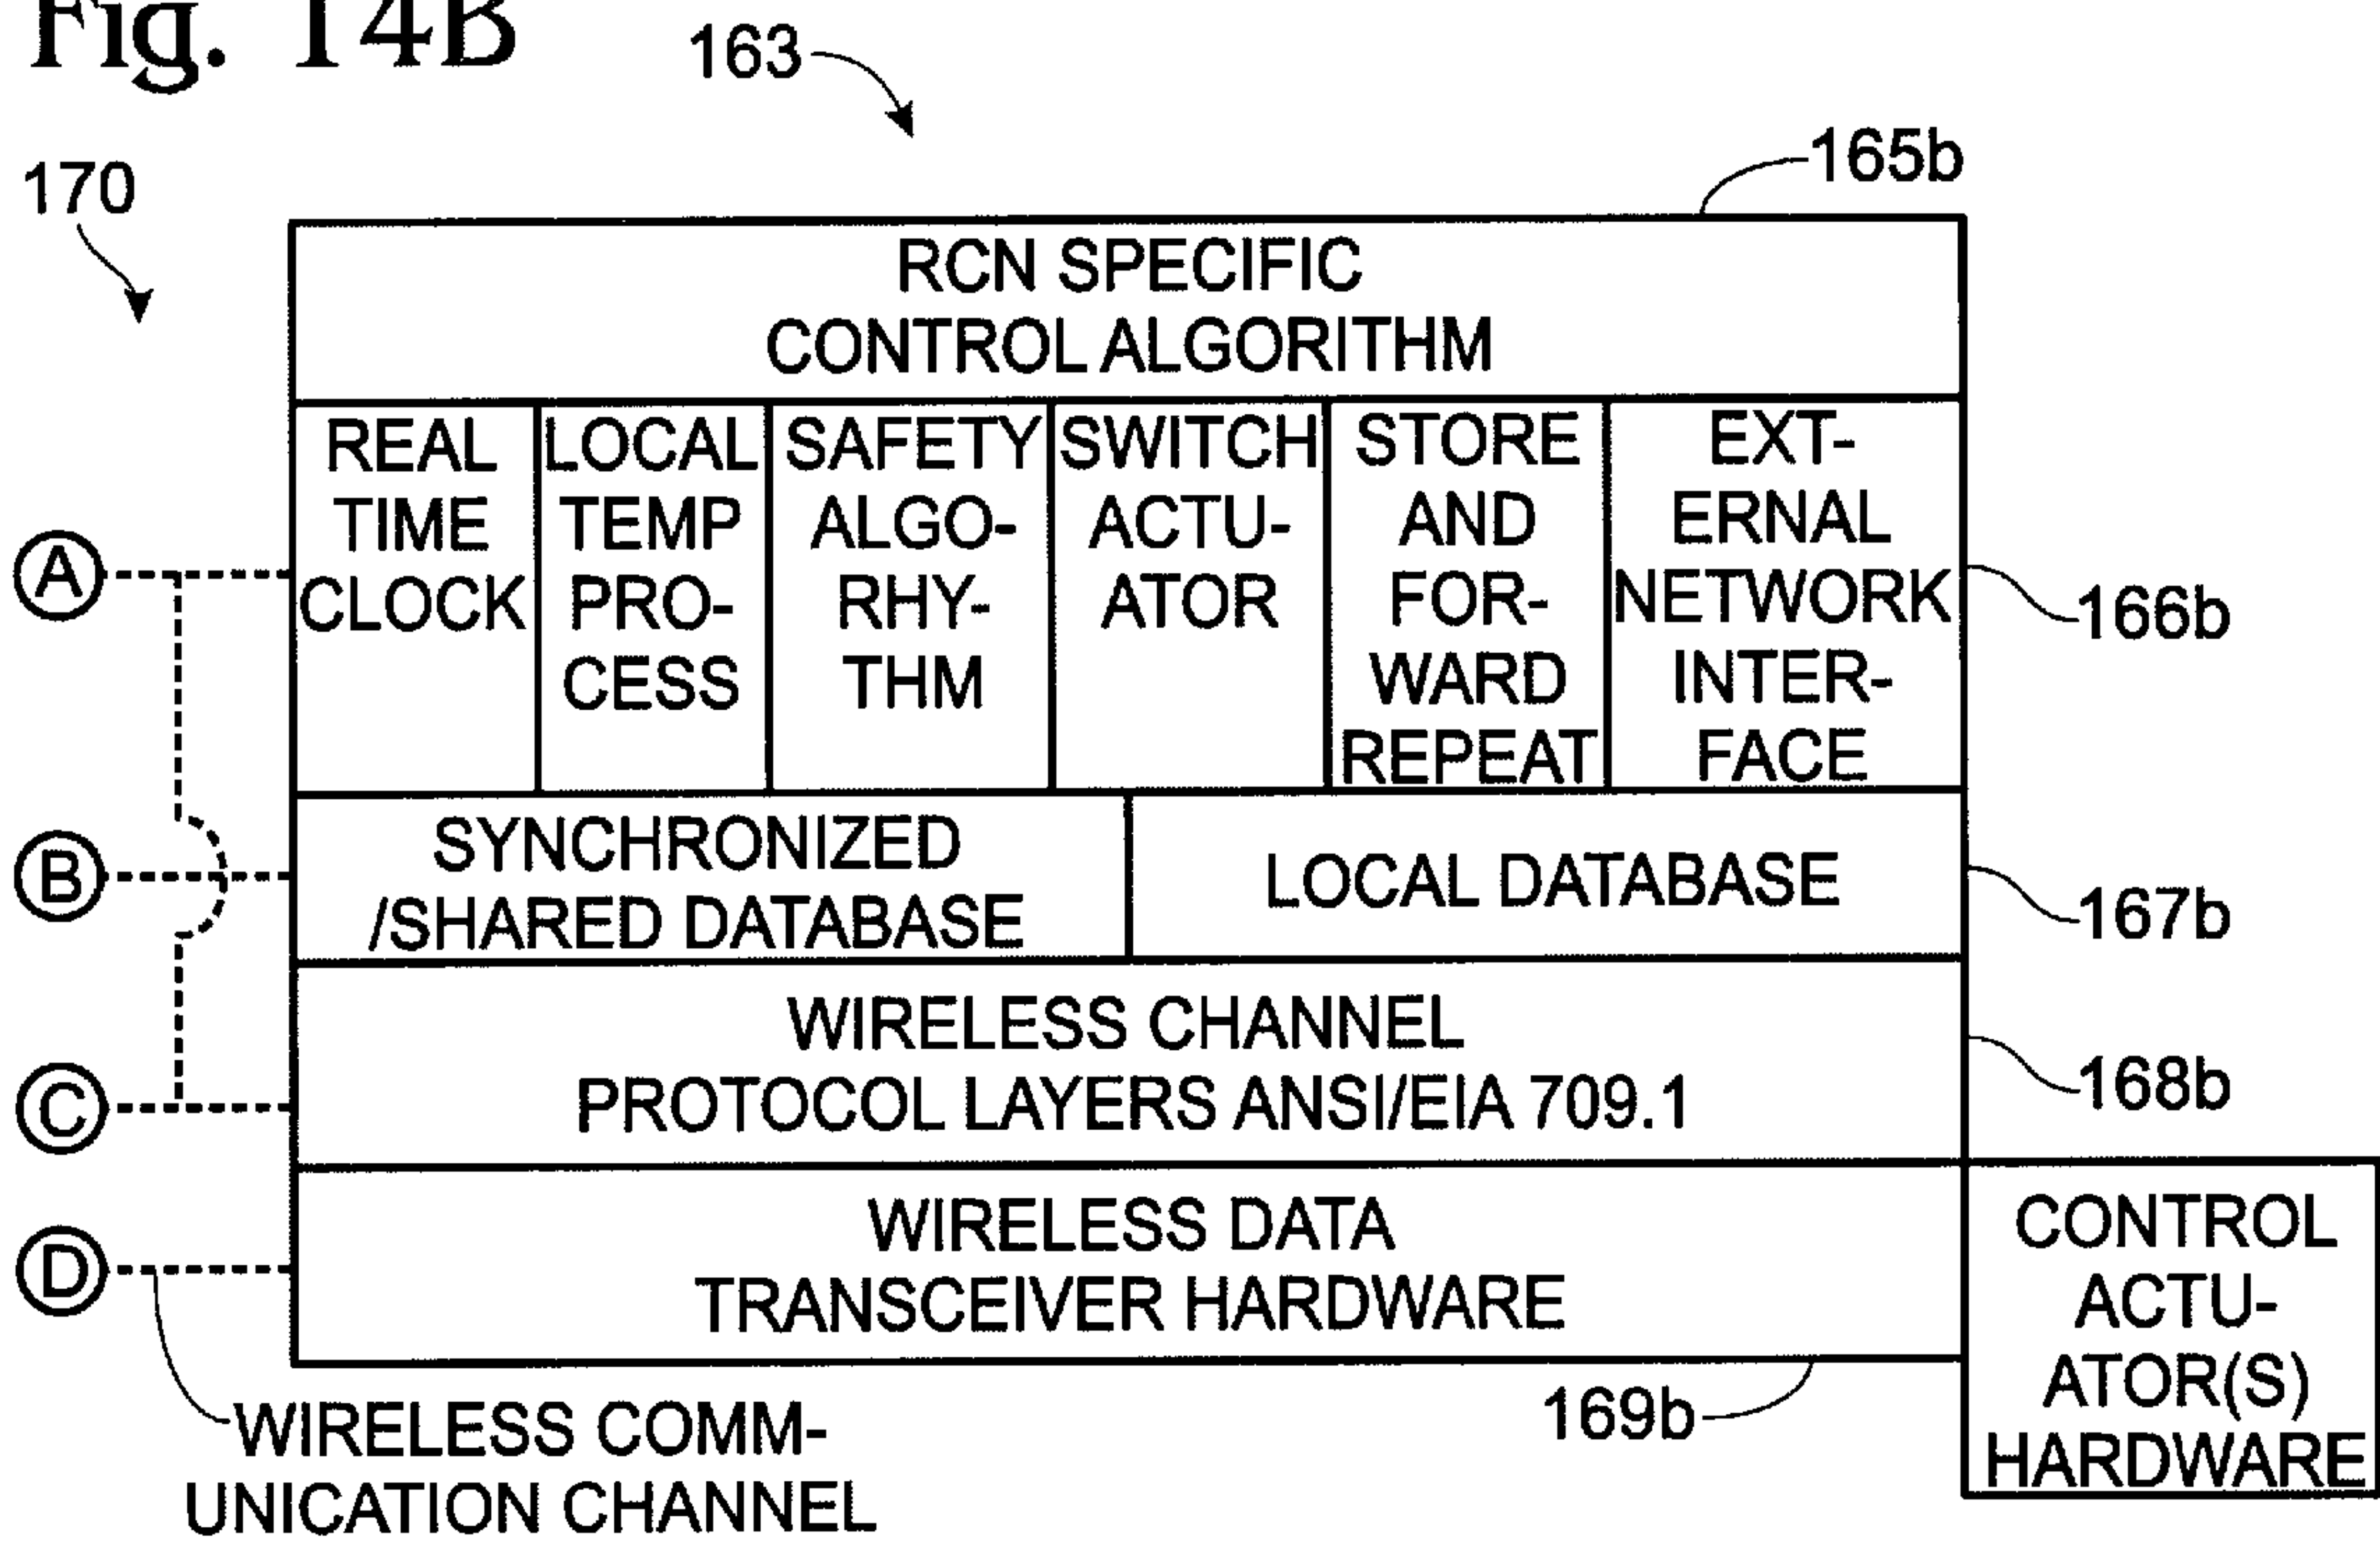 Fig. 14B
163
170
165b
RCN SPECIFIC
CONTROL ALGORITHM
REAL
TIME
CLOCK
LOCAL
TEMP
PRO-
CESS
SAFETY
ALGO-
RHY-
THM
SWITCH
ACTU-
ATOR
STORE
AND
FOR-
WARD
REPEAT
EXT-
ERNAL
NETWORK
INTER-
FACE
A
166b
B
SYNCHRONIZED
/SHARED DATABASE
LOCAL DATABASE
167b
C
WIRELESS CHANNEL
PROTOCOL LAYERS ANSI/EIA 709.1
168b
D
WIRELESS DATA
TRANSCEIVER HARDWARE
CONTROL
ACTU-
ATOR(S)
HARDWARE
169b
WIRELESS COMM-
UNICATION CHANNEL